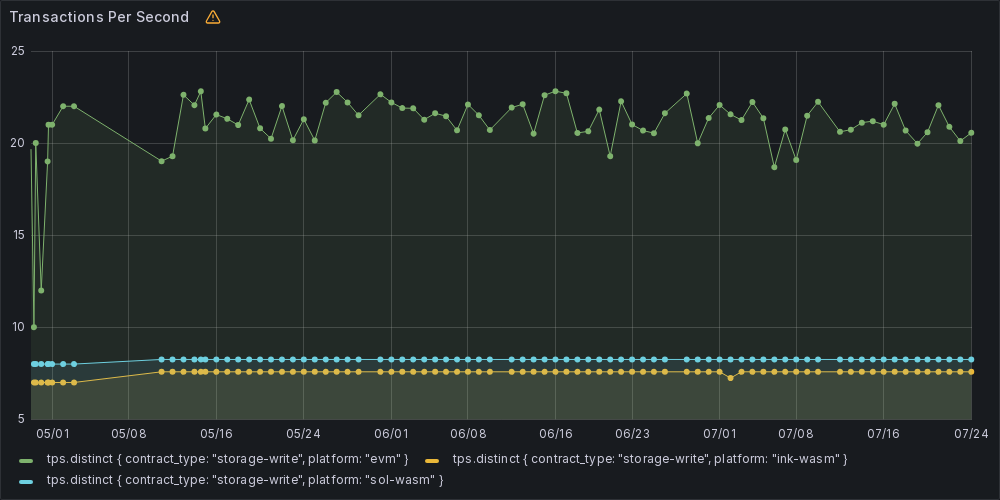 Transactions Per Second
25
20
15
10
5
05/01 05/08 05/16 05/24 06/01 06/08 06/16 06/23 07/01 07/08 07/16 07/24
tps.distinct { contract_type: "storage-write", platform: "evm" } tps.distinct { contract_type: "storage-write", platform: "ink-wasm" }
tps.distinct { contract_type: "storage-write", platform: "sol-wasm" }